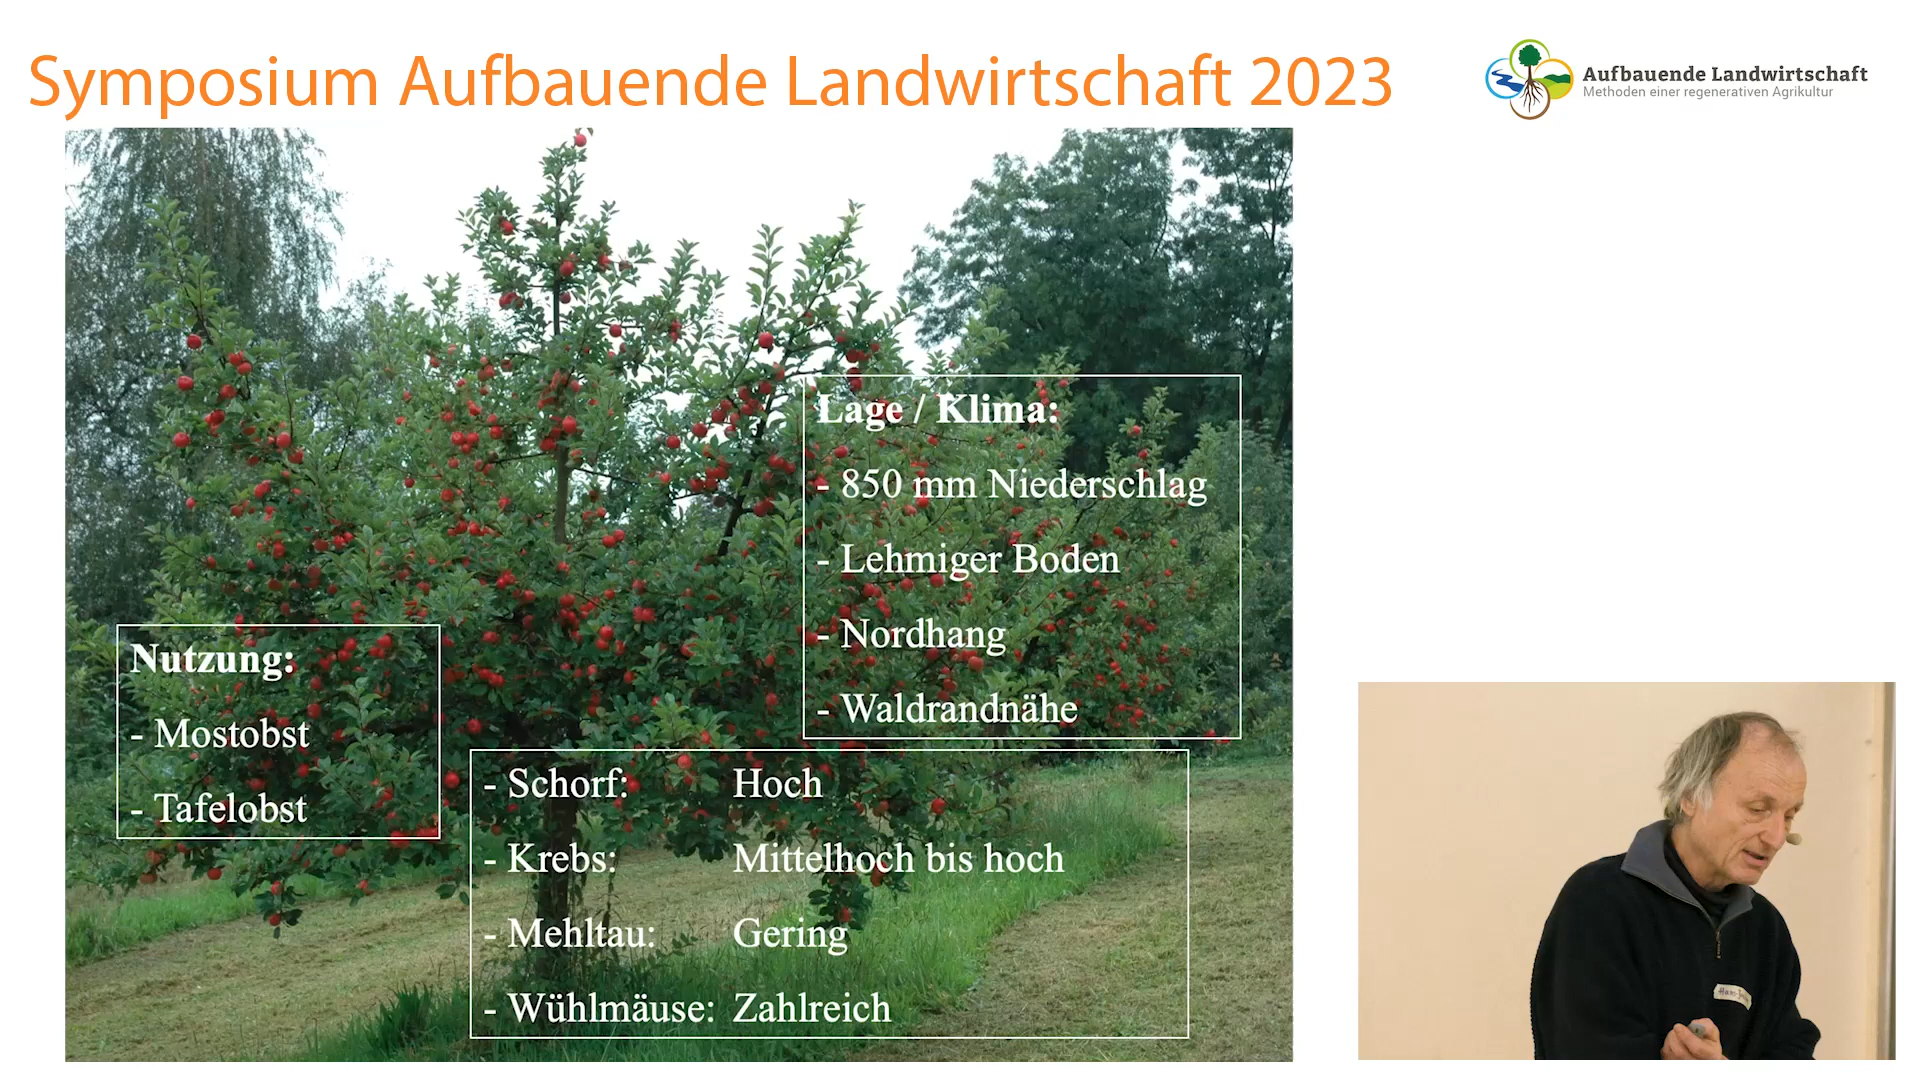 Symposium Aufbauende Landwirtschaft 2023
Aufbauende Landwirtschaft
Methoden einer regenerativen Agrikultur
Lage / Klima:
- 850 mm Niederschlag
- Lehmiger Boden
- Nordhang
- Waldrandnähe
Nutzung:
- Mostobst
- Tafelobst
- Schorf: Hoch
- Krebs: Mittelhoch bis hoch
- Mehltau: Gering
- Wühlmäuse: Zahlreich